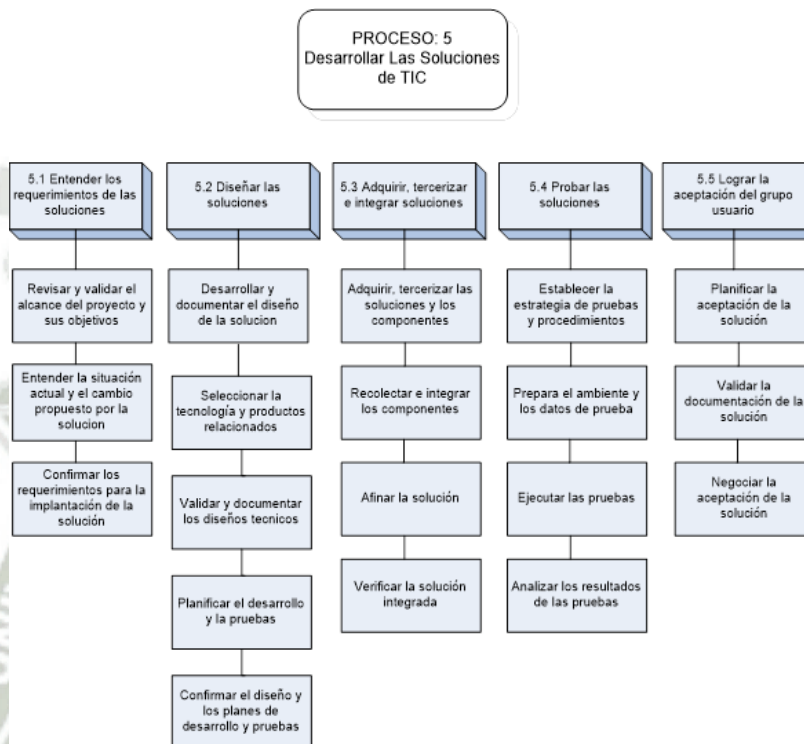 PROCESO: 5
Desarrollar Las Soluciones
de TIC
5.1 Entender los
requerimientos de las
soluciones
Revisar y validar el
alcance del proyecto y
sus objetivos
Entender la situación
actual y el cambio
propuesto por la
solucion
Confirmar los
requerimientos para la
implantación de la
solución
5.2 Diseñar las
soluciones
Desarrollar y
documentar el diseño
de la solucion
Seleccionar la
tecnología y productos
relacionados
Validar y documentar
los diseños tecnicos
Planificar el desarrollo
y la pruebas
Confirmar el diseño y
los planes de
desarrollo y pruebas
5.3 Adquirir, tercerizar
e integrar soluciones
Adquirir, tercerizar las
soluciones y los
componentes
Recolectar e integrar
los componentes
Afinar la solución
Verificar la solución
integrada
5.4 Probar las
soluciones
Establecer la
estrategia de pruebas
y procedimientos
Prepara el ambiente y
los datos de prueba
Ejecutar las pruebas
Analizar los resultados
de las pruebas
5.5 Lograr la
aceptación del grupo
usuario
Planificar la
aceptación de la
solución
Validar la
documentación de la
solución
Negociar la
aceptación de la
solución